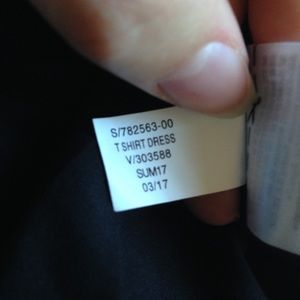 S/782563-00
T SHIRT DRESS
V/303588
SUM17
03/17